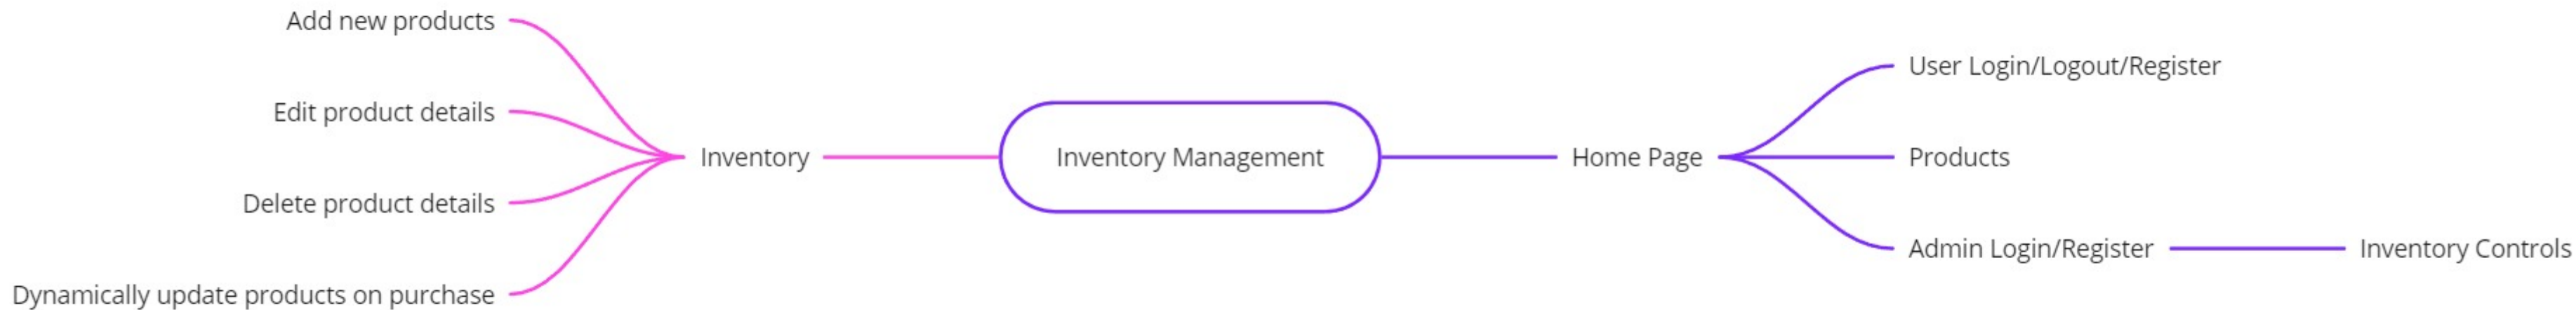 Add new products
Edit product details
Delete product details
Dynamically update products on purchase
Inventory
Inventory Management
Home Page
User Login/Logout/Register
Products
Admin Login/Register
Inventory Controls